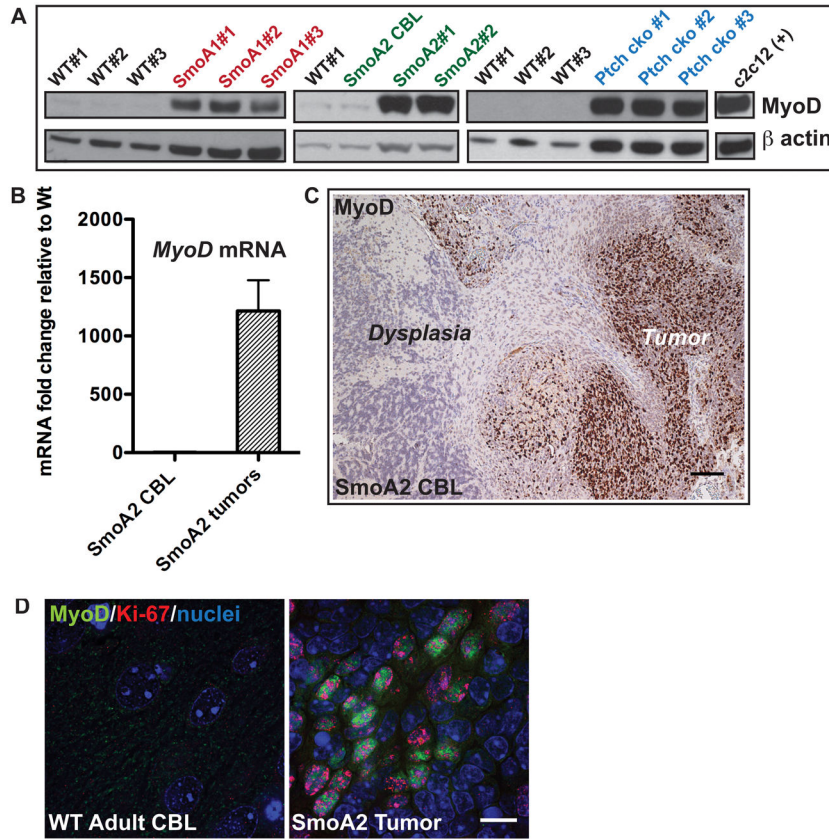 A
WT#1 WT#2 WT#3 SmoA1#1 SmoA1#2 SmoA1#3 WT#1 SmoA2 CBL SmoA2#1 SmoA2#2 WT#1 WT#2 WT#3 Ptch cko #1 Ptch cko #2 Ptch cko #3 c2c12 (+)
MyoD
β actin
B
mRNA fold change relative to Wt
2000
1500
1000
500
0
MyoD mRNA
SmoA2 CBL
SmoA2 tumors
C
MyoD
Dysplasia
Tumor
SmoA2 CBL
D
MyoD/Ki-67/nuclei
WT Adult CBL
SmoA2 Tumor